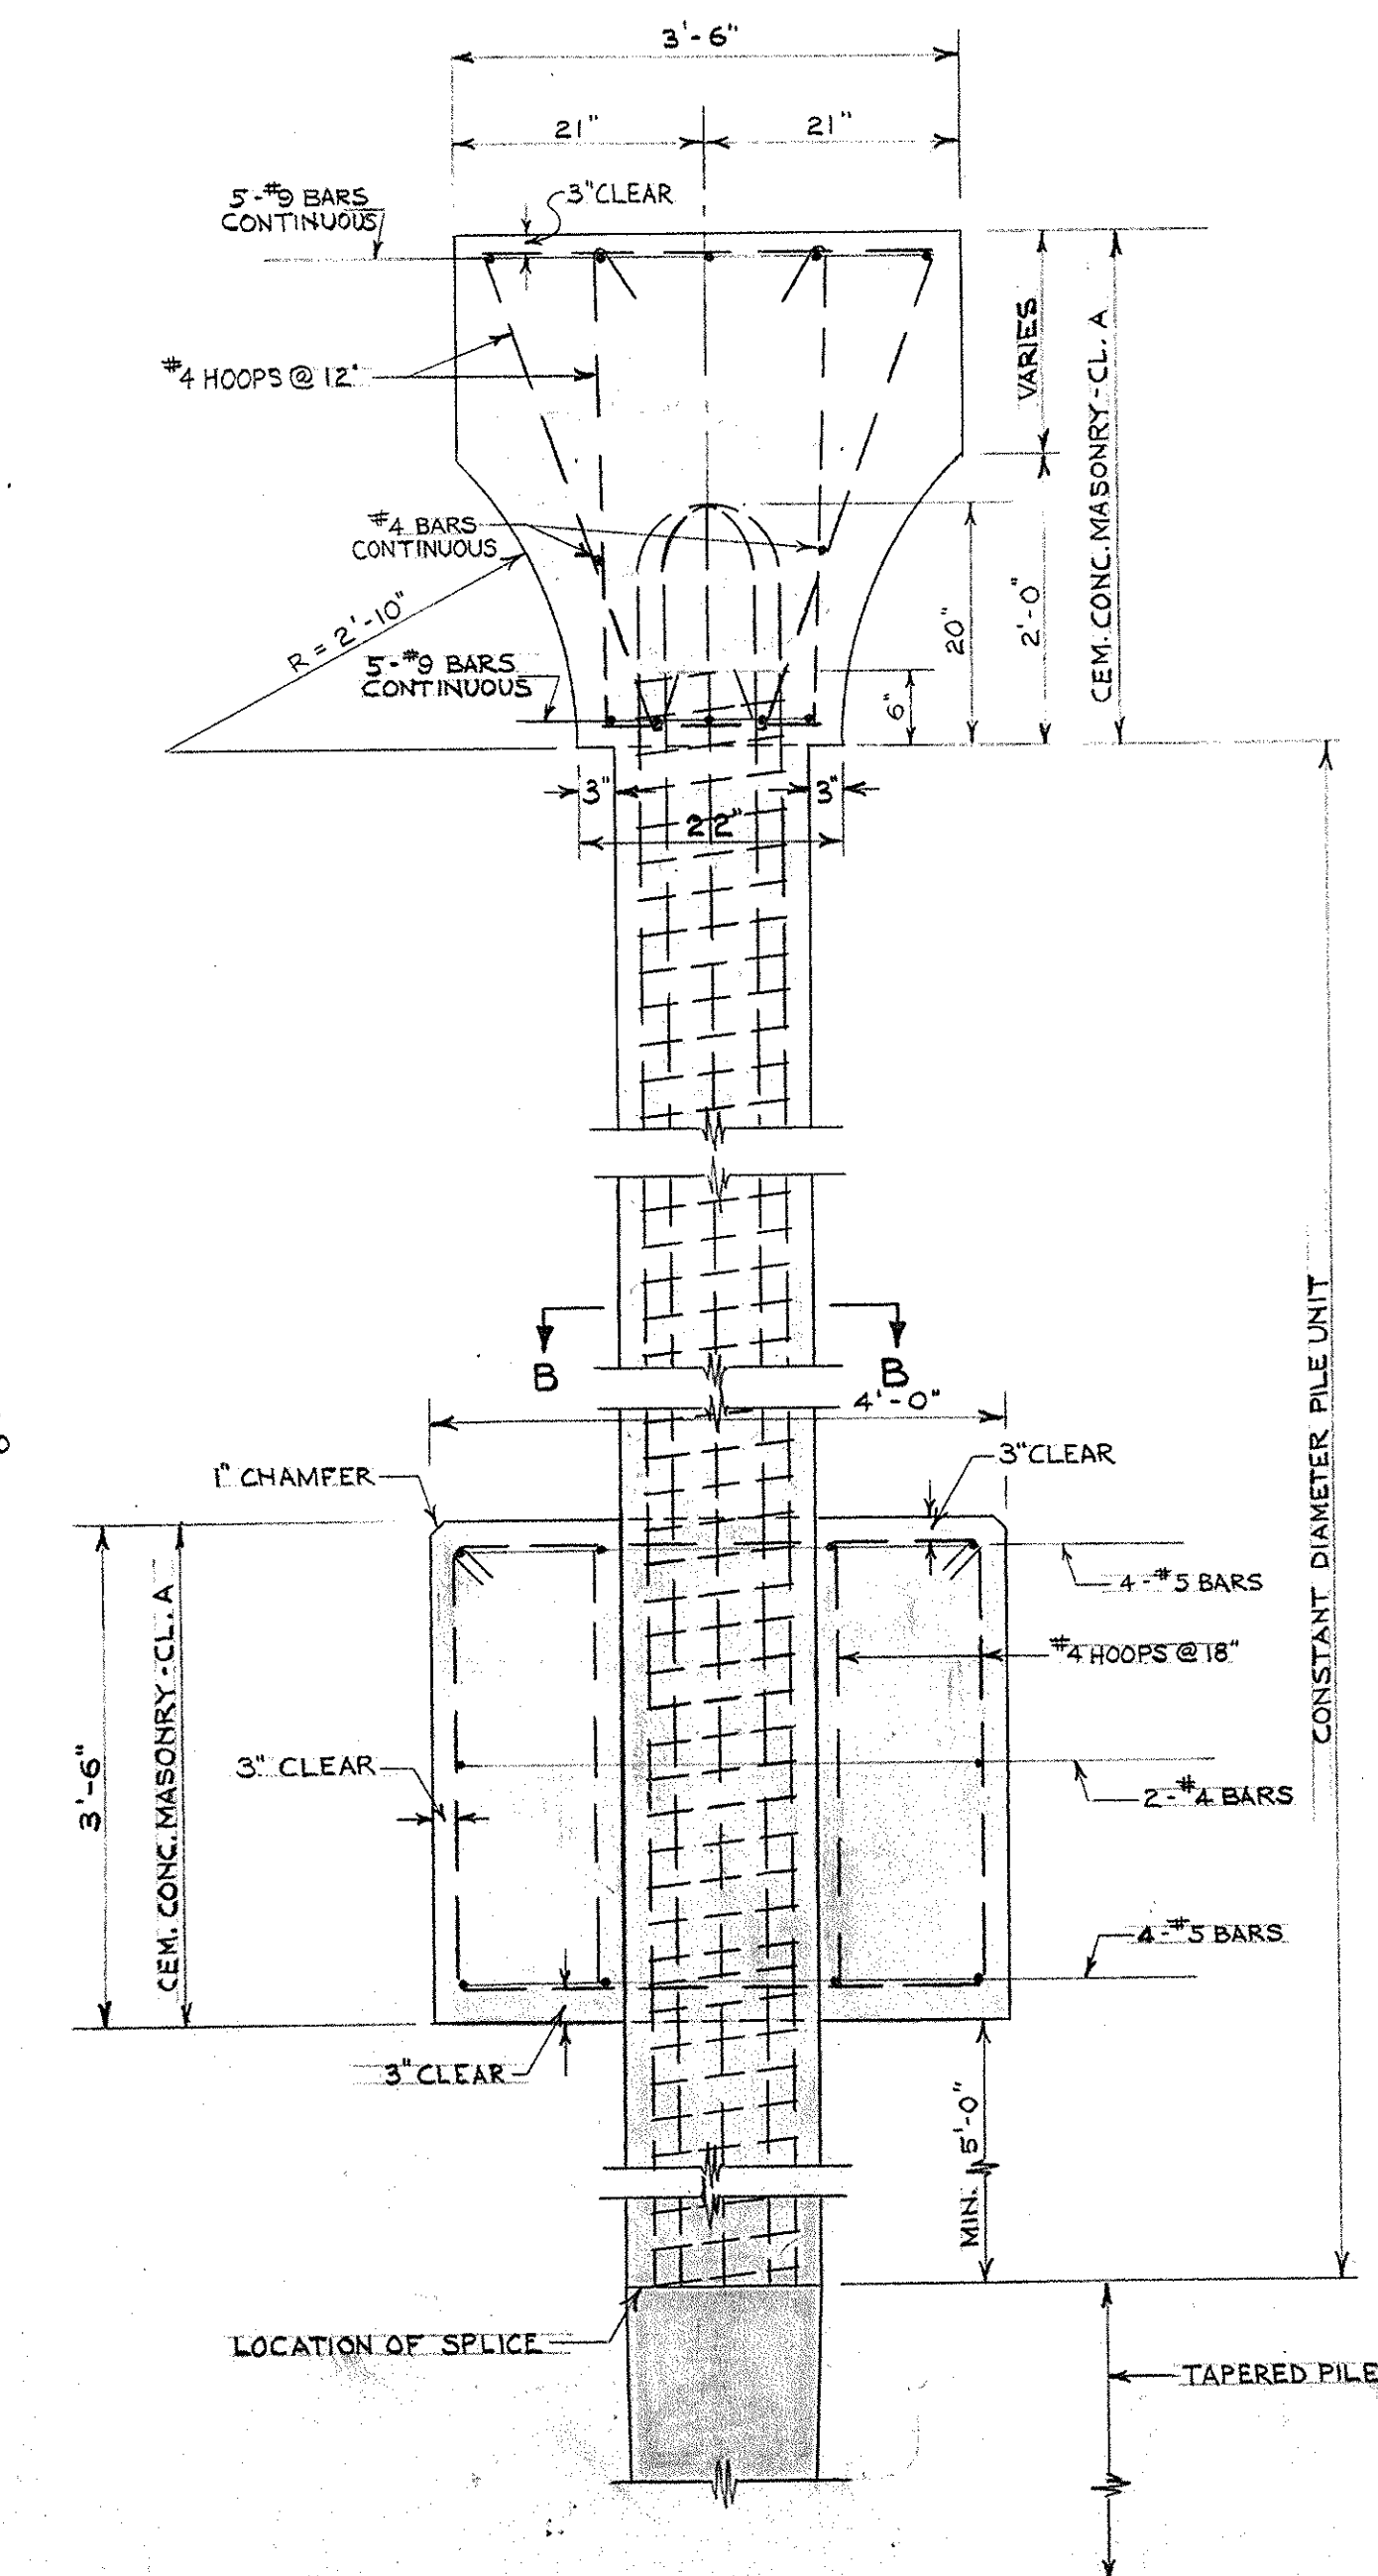 3'-6"
21"
21"
5-#9 BARS
CONTINUOUS
3" CLEAR
#4 HOOPS @ 12"
VARIES
CEM. CONC. MASONRY-CL. A
#4 BARS
CONTINUOUS
R = 2'-10"
5-#9 BARS
CONTINUOUS
20"
2'-0"
6"
3"
3"
22"
B
B
4'-0"
1" CHAMFER
3" CLEAR
4-#5 BARS
#4 HOOPS @ 18"
CONSTANT DIAMETER PILE UNIT
3'-6"
CEM. CONC. MASONRY-CL. A
3" CLEAR
2-#4 BARS
4-#5 BARS
3" CLEAR
MIN. 5'-0"
LOCATION OF SPLICE
TAPERED PILE